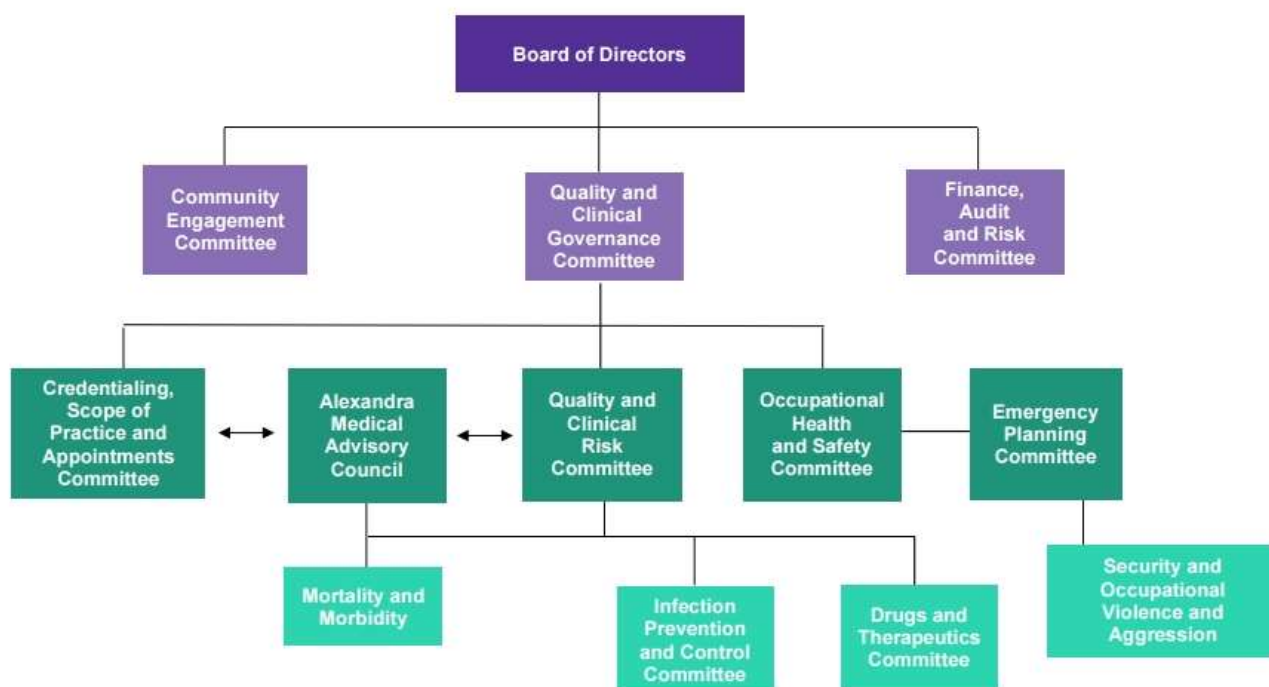 Board of Directors
Community
Engagement
Committee
Quality and
Clinical
Governance
Committee
Finance,
Audit
and Risk
Committee
Credentialing,
Scope of
Practice and
Appointments
Committee
Alexandra
Medical
Advisory
Council
Quality and
Clinical
Risk
Committee
Occupational
Health
and Safety
Committee
Emergency
Planning
Committee
Mortality and
Morbidity
Infection
Prevention
and Control
Committee
Drugs and
Therapeutics
Committee
Security and
Occupational
Violence and
Aggression